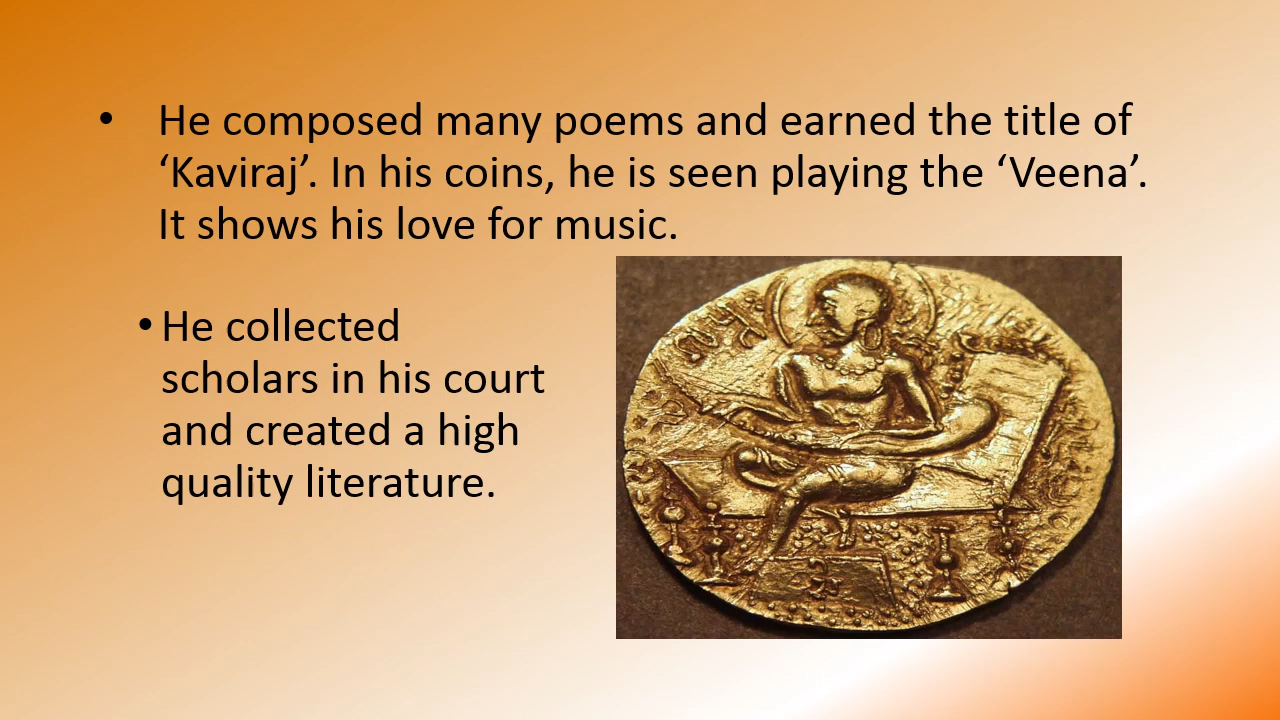 • He composed many poems and earned the title of
‘Kaviraj’. In his coins, he is seen playing the ‘Veena’.
It shows his love for music.
• He collected
scholars in his court
and created a high
quality literature.